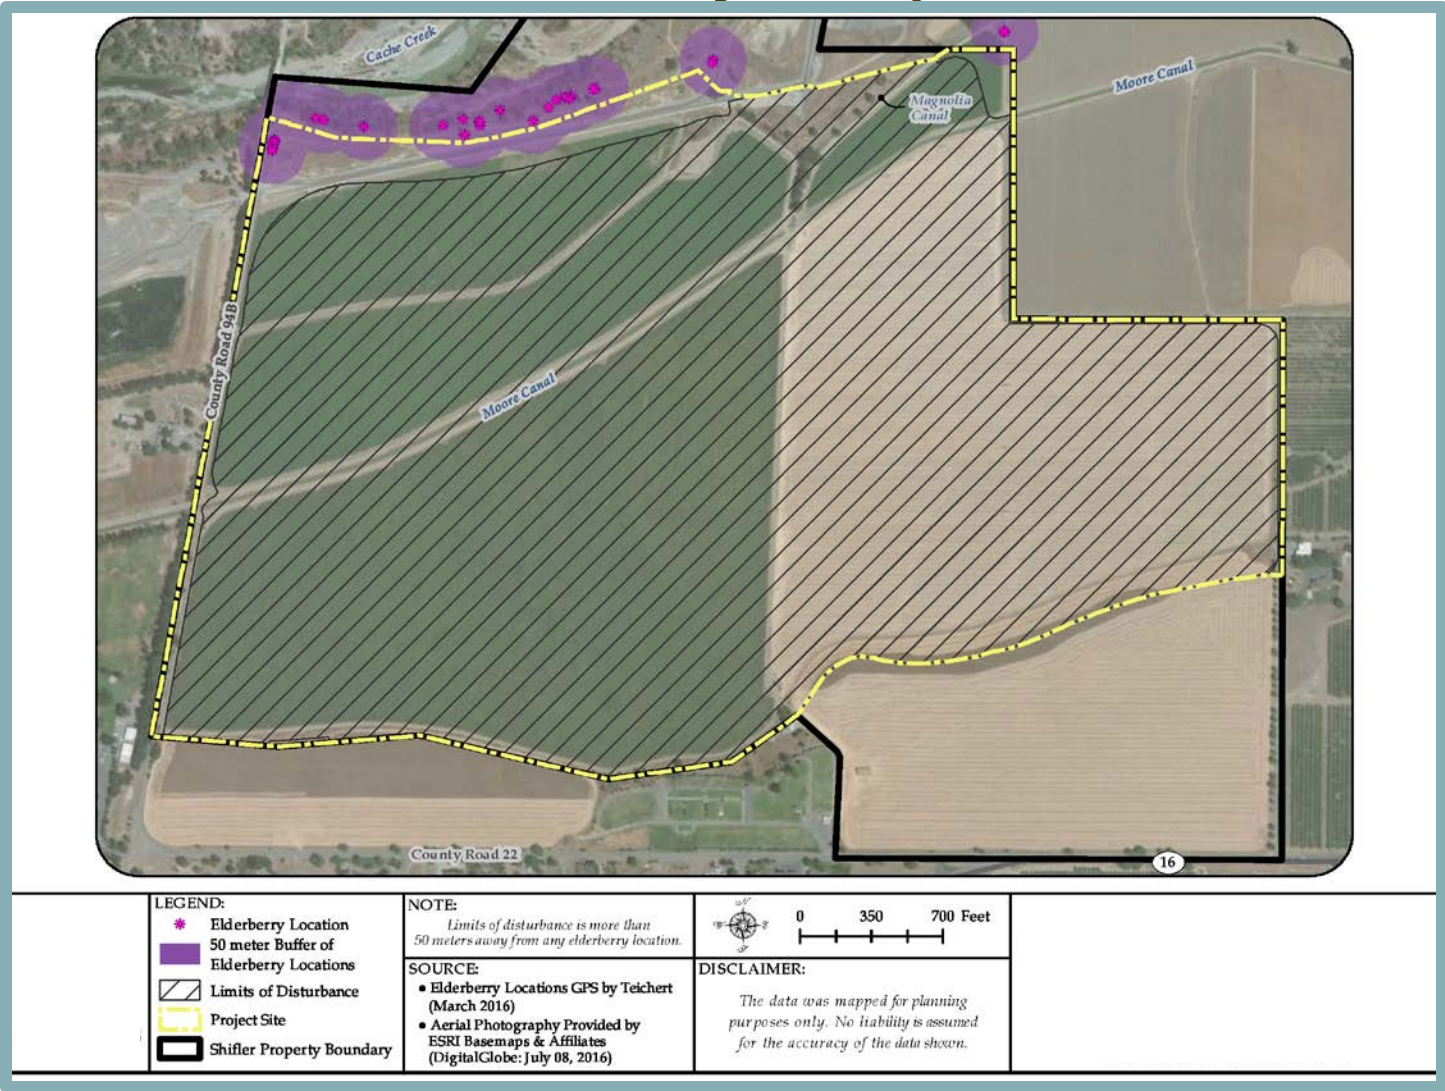 Cache Creek
Moore Canal
Magnolia
Canal
County Road 94B
Moore Canal
County Road 22
16
LEGEND:
Elderberry Location
50 meter Buffer of
Elderberry Locations
Limits of Disturbance
Project Site
Shifler Property Boundary
NOTE:
Limits of disturbance is more than
50 meters away from any elderberry location.
SOURCE:
• Elderberry Locations GPS by Teichert
(March 2016)
• Aerial Photography Provided by
ESRI Basemaps & Affiliates
(DigitalGlobe: July 08, 2016)
0 350 700 Feet
DISCLAIMER:
The data was mapped for planning
purposes only. No liability is assumed
for the accuracy of the data shown.